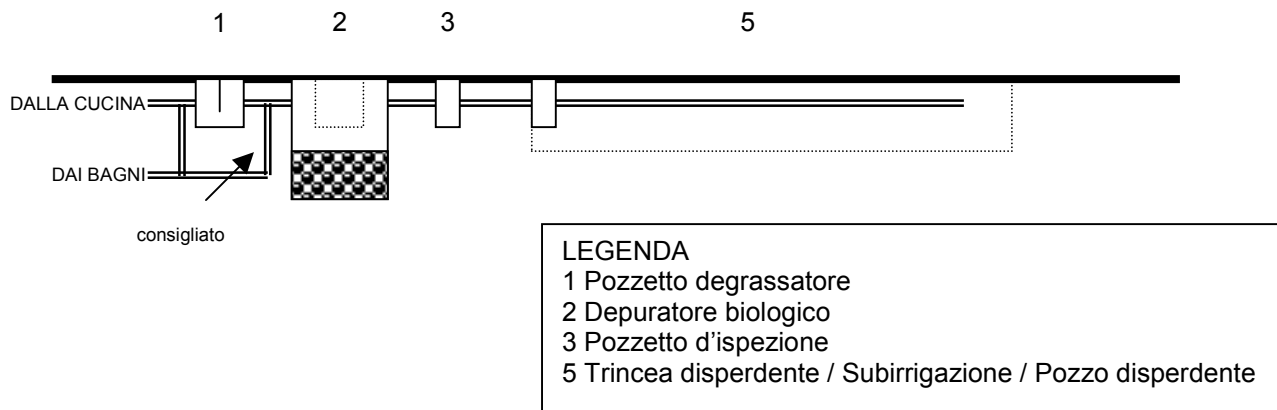 1 2 3 5
DALLA CUCINA
DAI BAGNI
consigliato
LEGENDA
1 Pozzetto degrassatore
2 Depuratore biologico
3 Pozzetto d'ispezione
5 Trincea disperdente / Subirrigazione / Pozzo disperdente